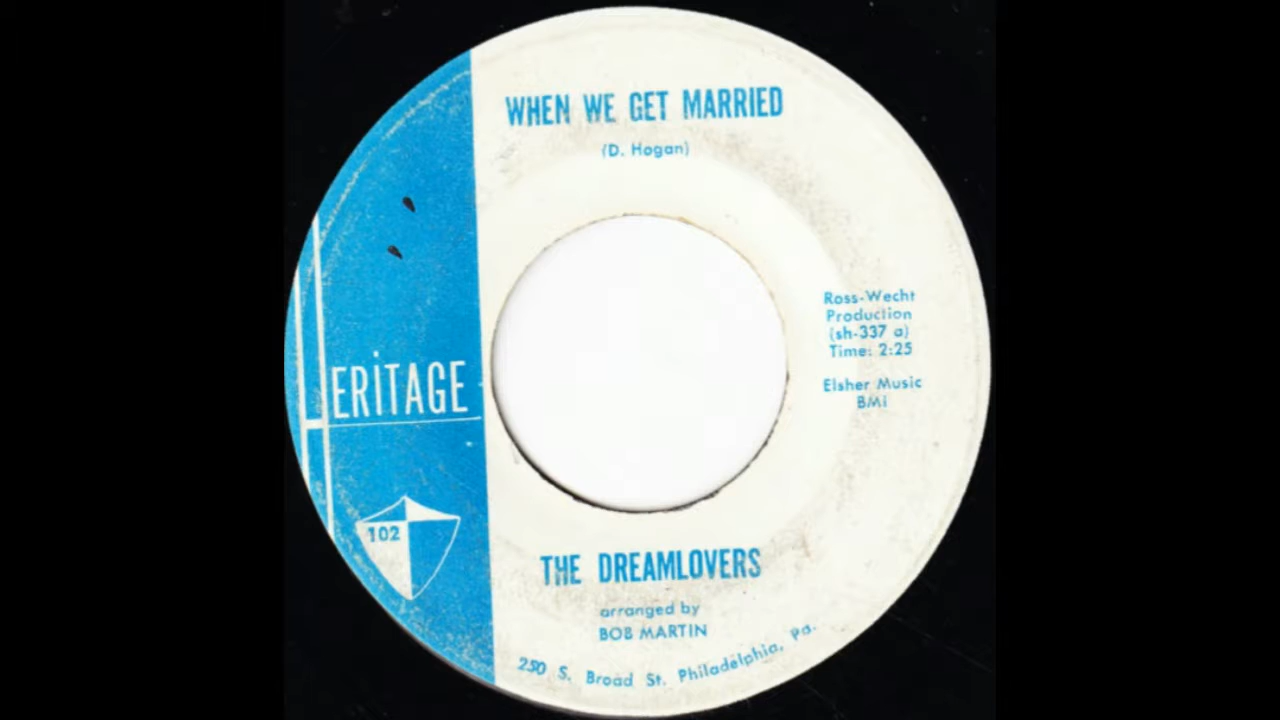 WHEN WE GET MARRIED
(D. Hogan)
Ross-Wecht
Production
(sh-337 a)
Time: 2:25
Elsher Music
BMi
HERiTAGE
102
THE DREAMLOVERS
arranged by
BOB MARTIN
250 S. Broad St. Philadelphia, Pa.